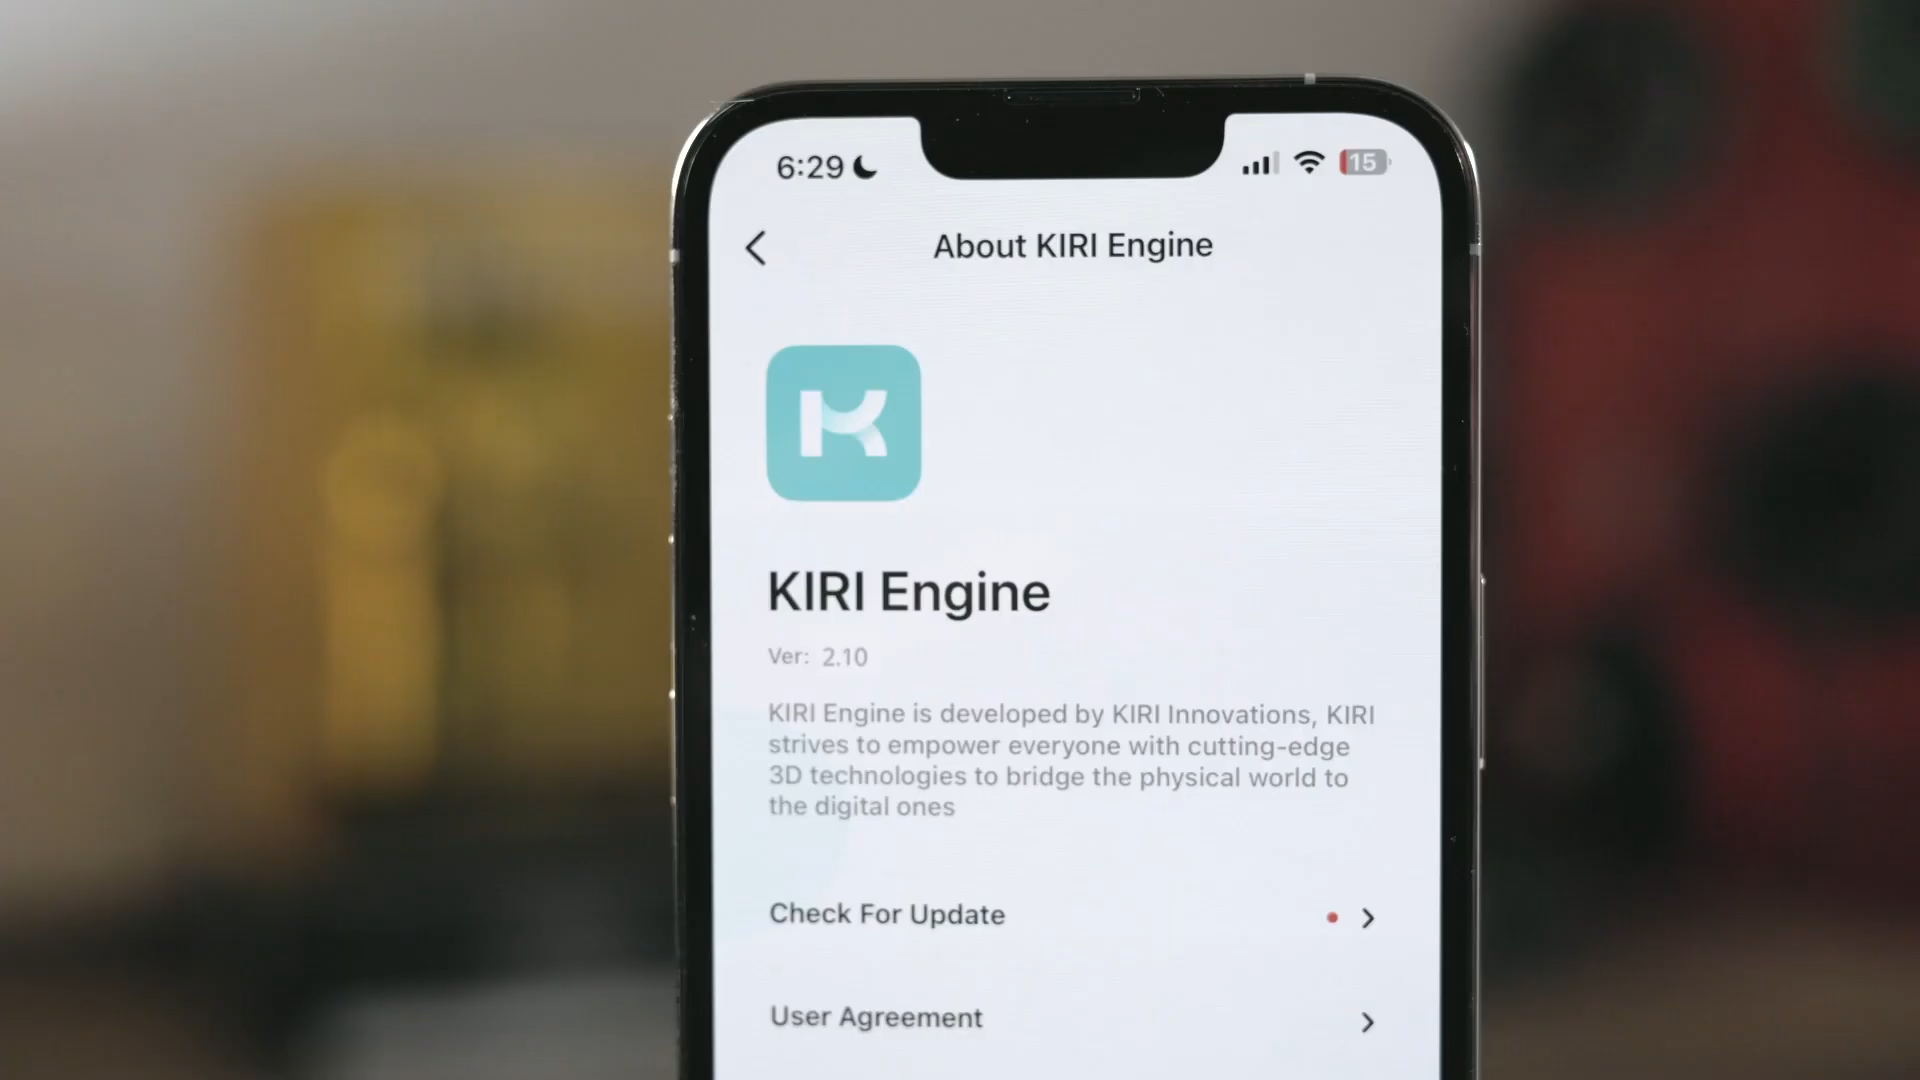 6:29
15
About KIRI Engine
KIRI Engine
Ver: 2.10
KIRI Engine is developed by KIRI Innovations, KIRI
strives to empower everyone with cutting-edge
3D technologies to bridge the physical world to
the digital ones
Check For Update
User Agreement